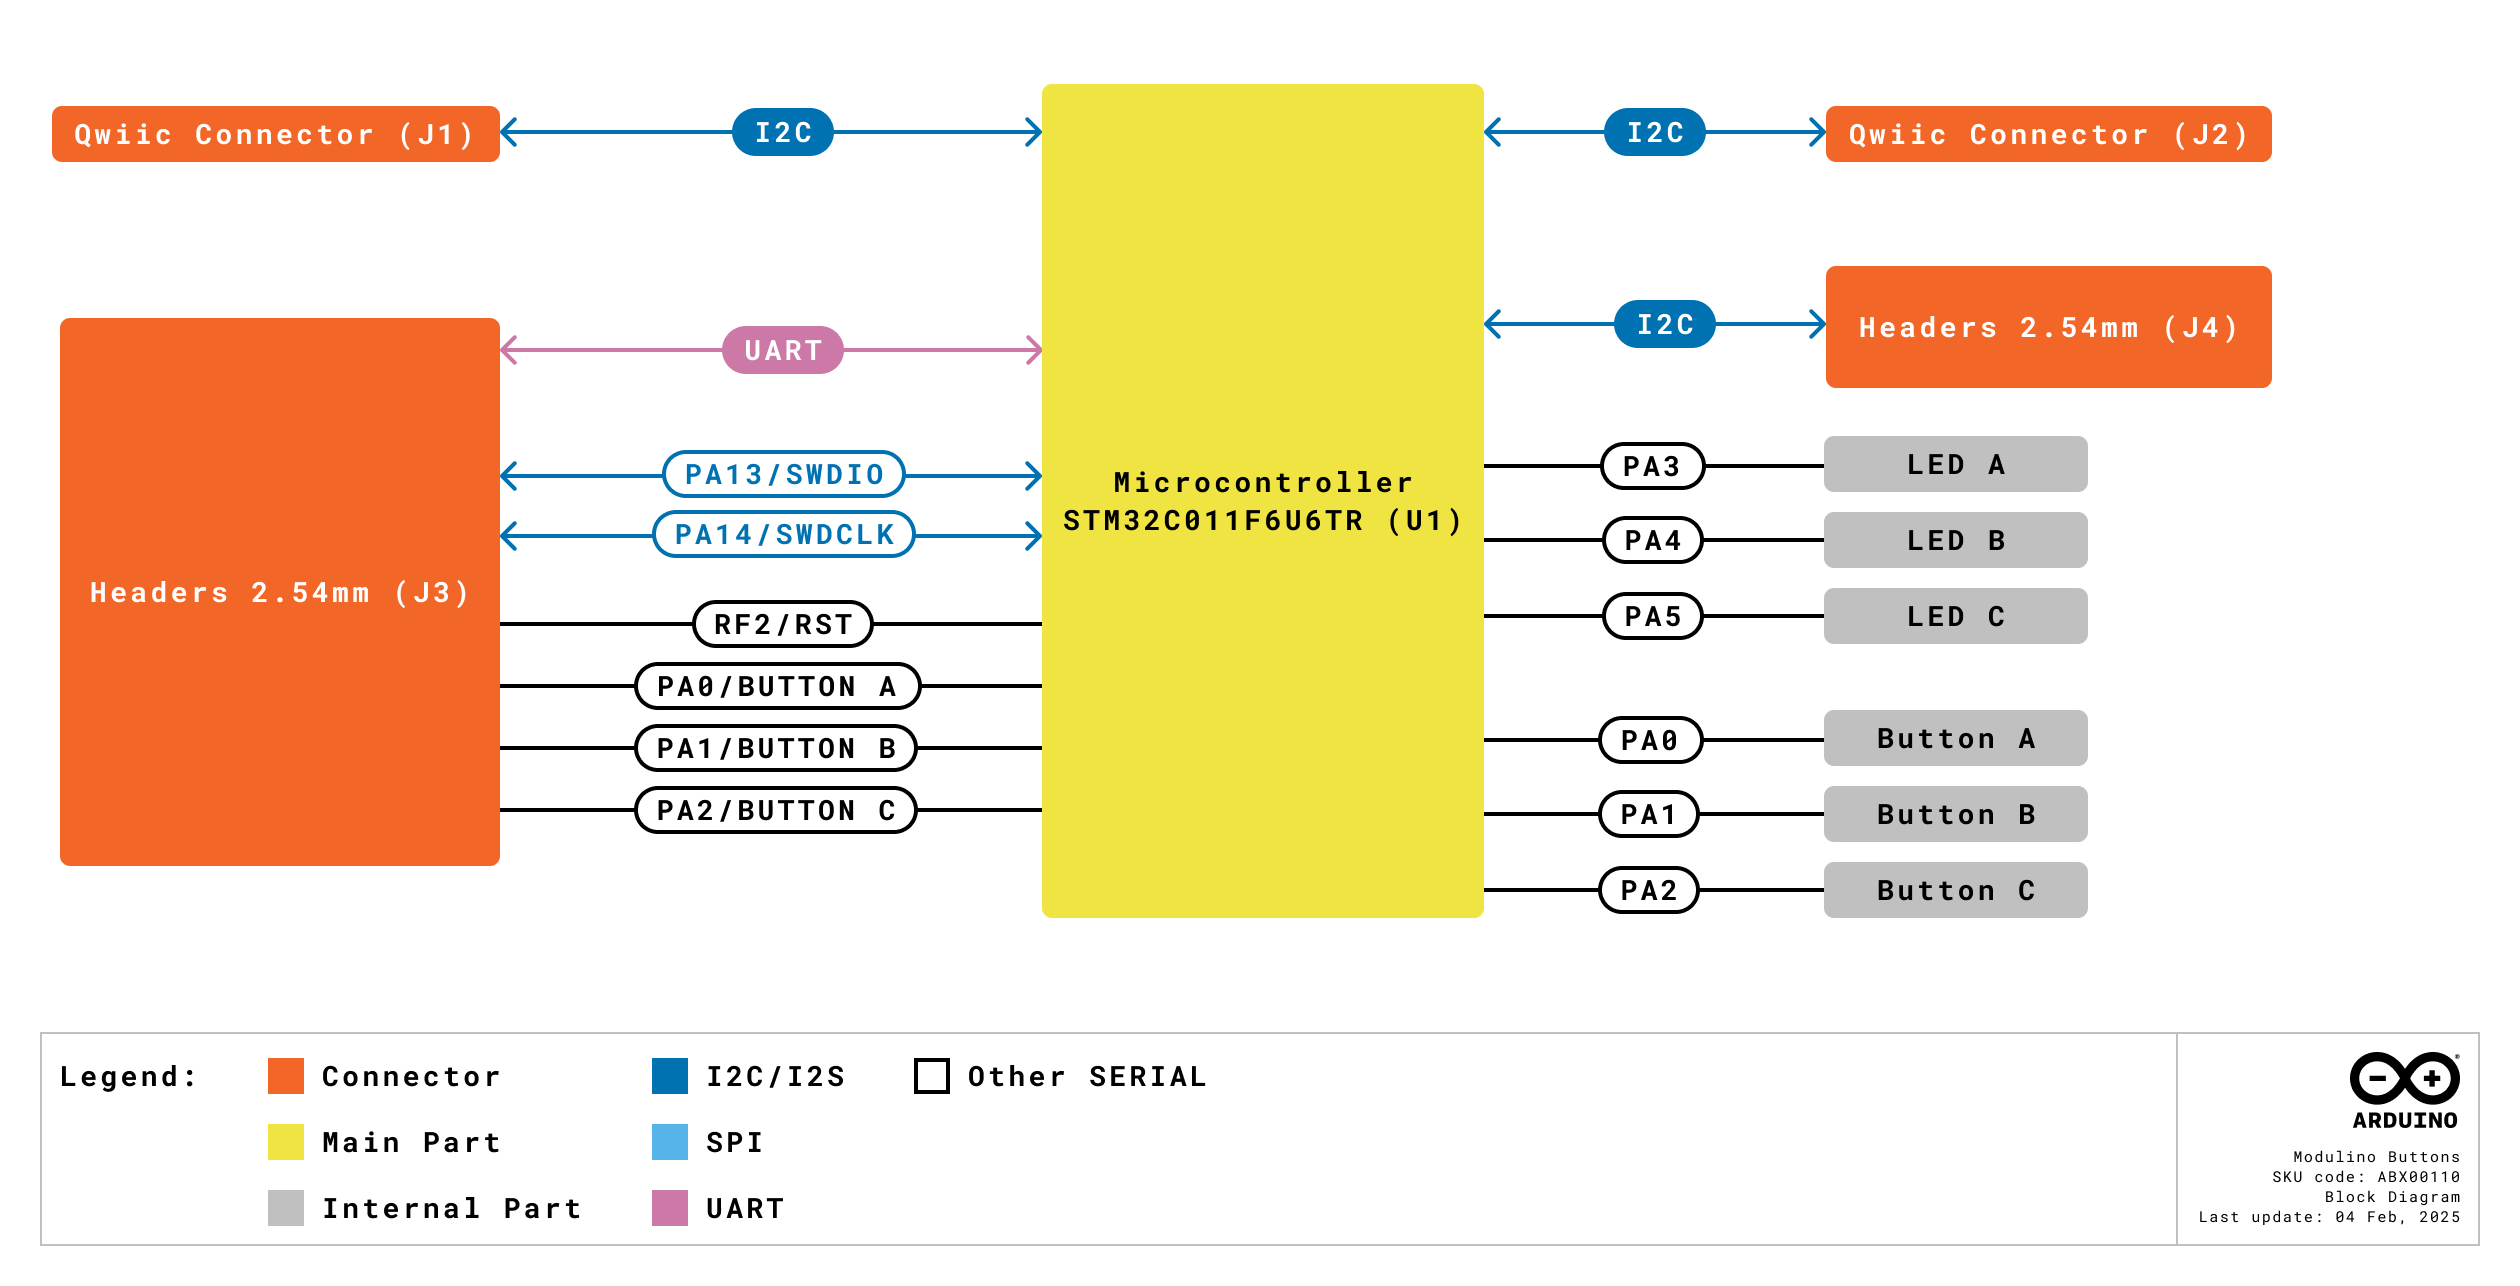 Qwiic Connector (J1)
I2C
I2C
Qwiic Connector (J2)
UART
I2C
Headers 2.54mm (J4)
PA13/SWDIO
PA14/SWDCLK
Headers 2.54mm (J3)
RF2/RST
PA0/BUTTON A
PA1/BUTTON B
PA2/BUTTON C
Microcontroller
STM32C011F6U6TR (U1)
PA3
LED A
PA4
LED B
PA5
LED C
PA0
Button A
PA1
Button B
PA2
Button C
Legend:
Connector
Main Part
Internal Part
I2C/I2S
SPI
UART
Other SERIAL
ARDUINO
Modulino Buttons
SKU code: ABX00110
Block Diagram
Last update: 04 Feb, 2025